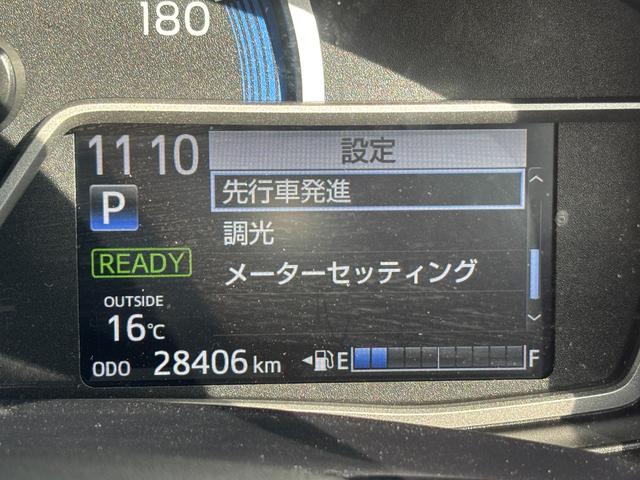 180
11 10
設定
先行車発進
P
調光
READY
メーターセッティング
OUTSIDE
16℃
ODO 28406 km
E F